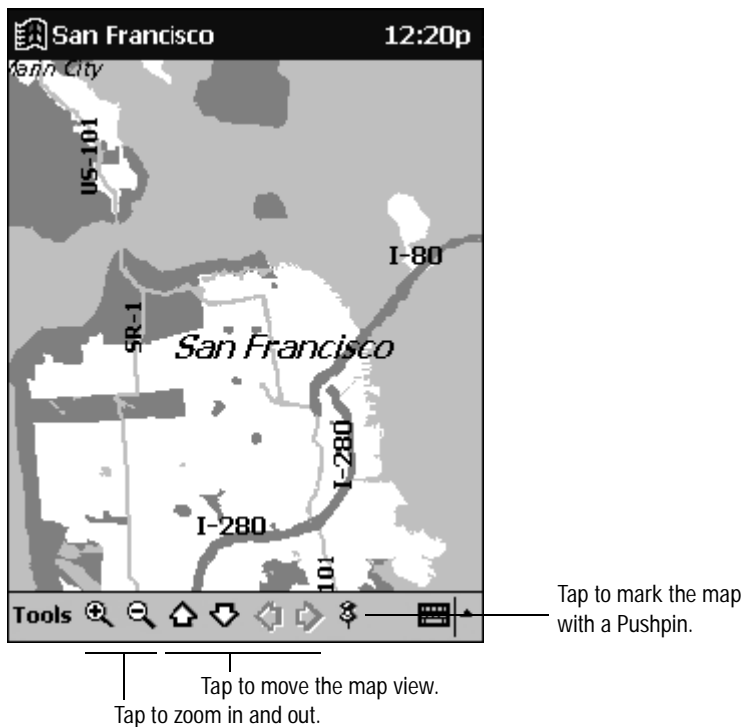 San Francisco 12:20p
Marin City
US-101
I-80
SR-1
San Francisco
I-280
I-280
101
Tools
Tap to mark the map
with a Pushpin.
Tap to move the map view.
Tap to zoom in and out.